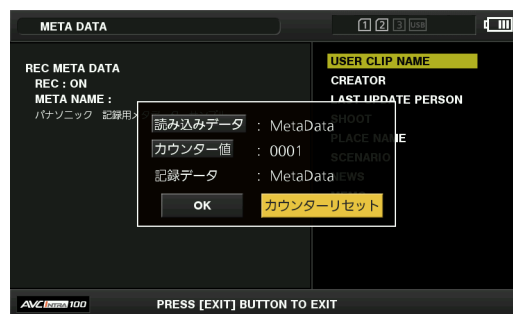 META DATA
1 2 3 USB
REC META DATA
REC : ON
META NAME :
パナソニック 記録用メ
USER CLIP NAME
CREATOR
LAST UPDATE PERSON
SHOOT
PLACE NAME
SCENARIO
NEWS
読み込みデータ : MetaData
カウンター値 : 0001
記録データ : MetaData
OK カウンターリセット
AVC INTRA 100
PRESS [EXIT] BUTTON TO EXIT